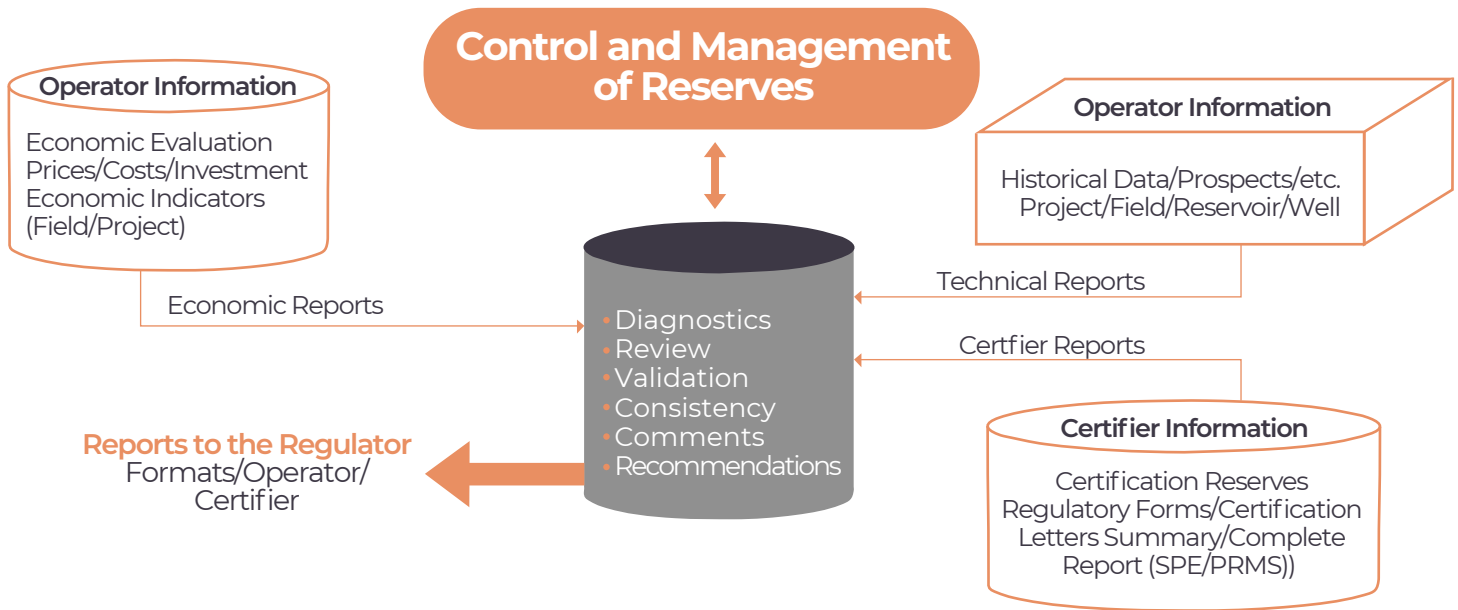 Control and Management
of Reserves
Operator Information
Economic Evaluation
Prices/Costs/Investment
Economic Indicators
(Field/Project)
Economic Reports
Operator Information
Historical Data/Prospects/etc.
Project/Field/Reservoir/Well
Technical Reports
Certfier Reports
• Diagnostics
• Review
• Validation
• Consistency
• Comments
• Recommendations
Reports to the Regulator
Formats/Operator/
Certifier
Certifier Information
Certification Reserves
Regulatory Forms/Certification
Letters Summary/Complete
Report (SPE/PRMS))